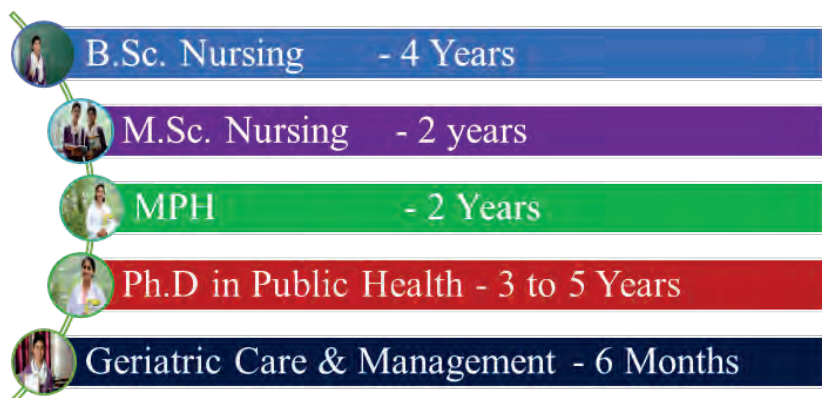 B.Sc. Nursing - 4 Years
M.Sc. Nursing - 2 years
MPH - 2 Years
Ph.D in Public Health - 3 to 5 Years
Geriatric Care & Management - 6 Months